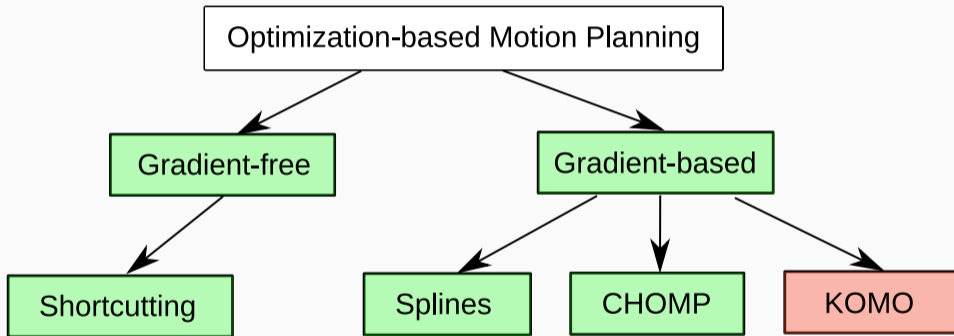 Optimization-based Motion Planning
Gradient-free
Gradient-based
Shortcutting
Splines
CHOMP
KOMO